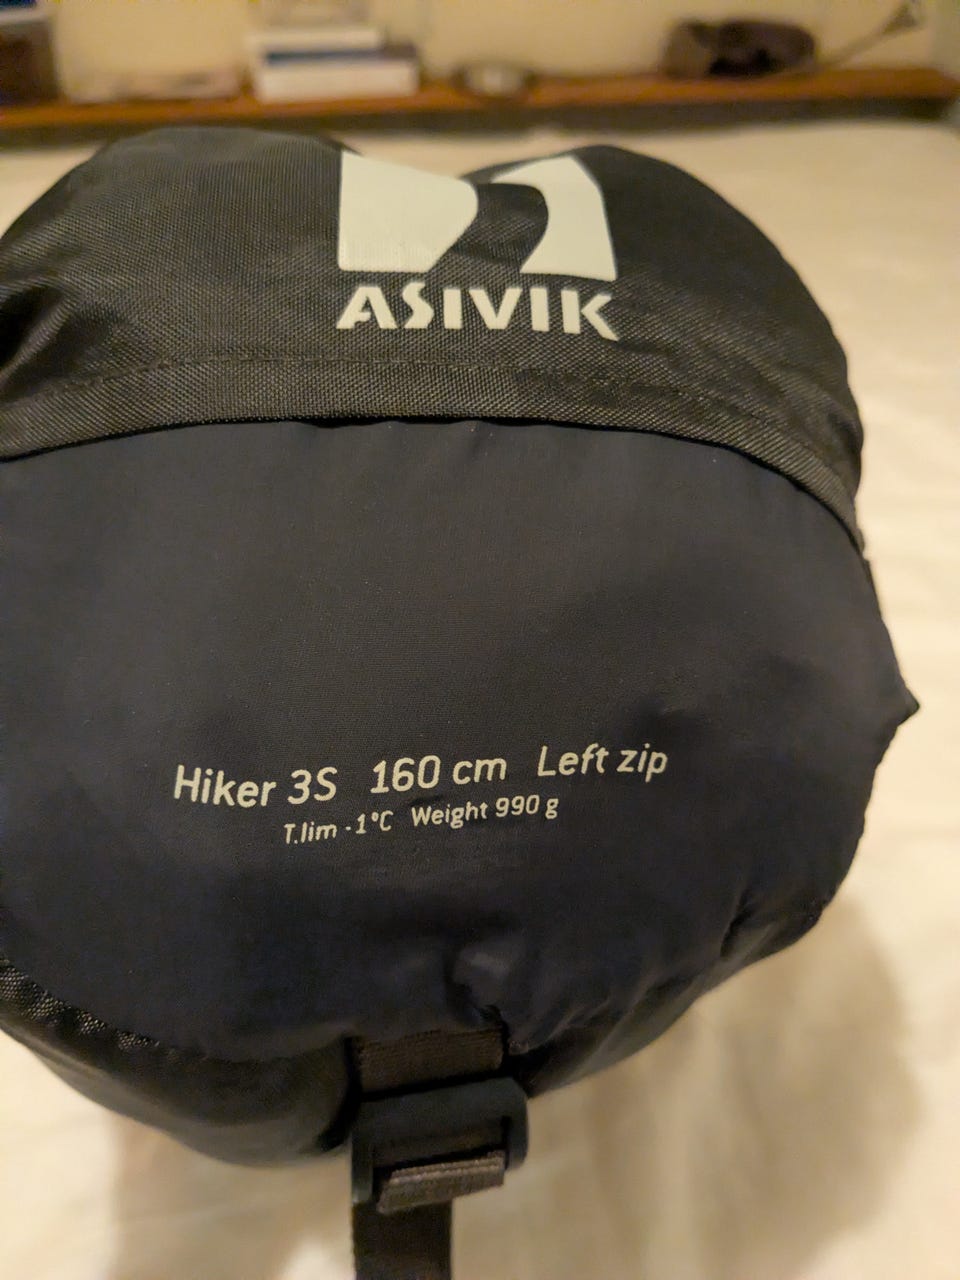 ASIVIK
Hiker 3S 160 cm Left zip
T.lim -1°C Weight 990 g